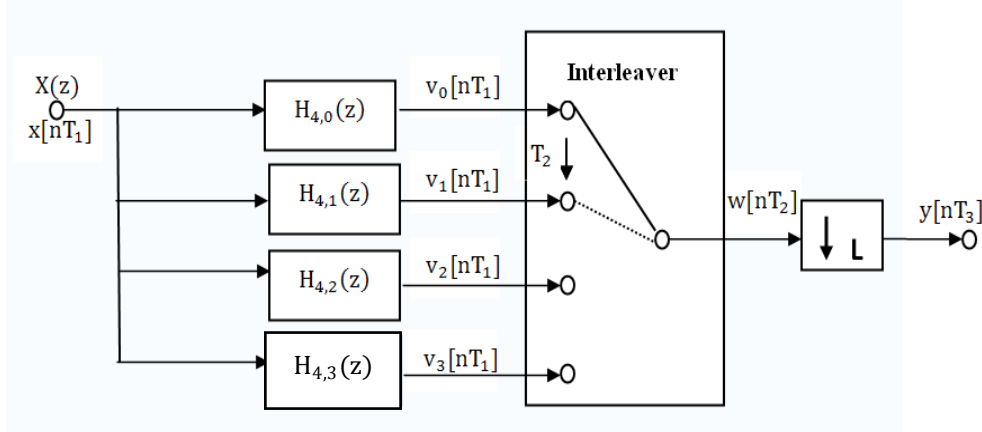 X(z)
x[nT₁]
H₄,₀(z)
v₀[nT₁]
Interleaver
T₂
H₄,₁(z)
v₁[nT₁]
w[nT₂]
y[nT₃]
↓ L
H₄,₂(z)
v₂[nT₁]
H₄,₃(z)
v₃[nT₁]